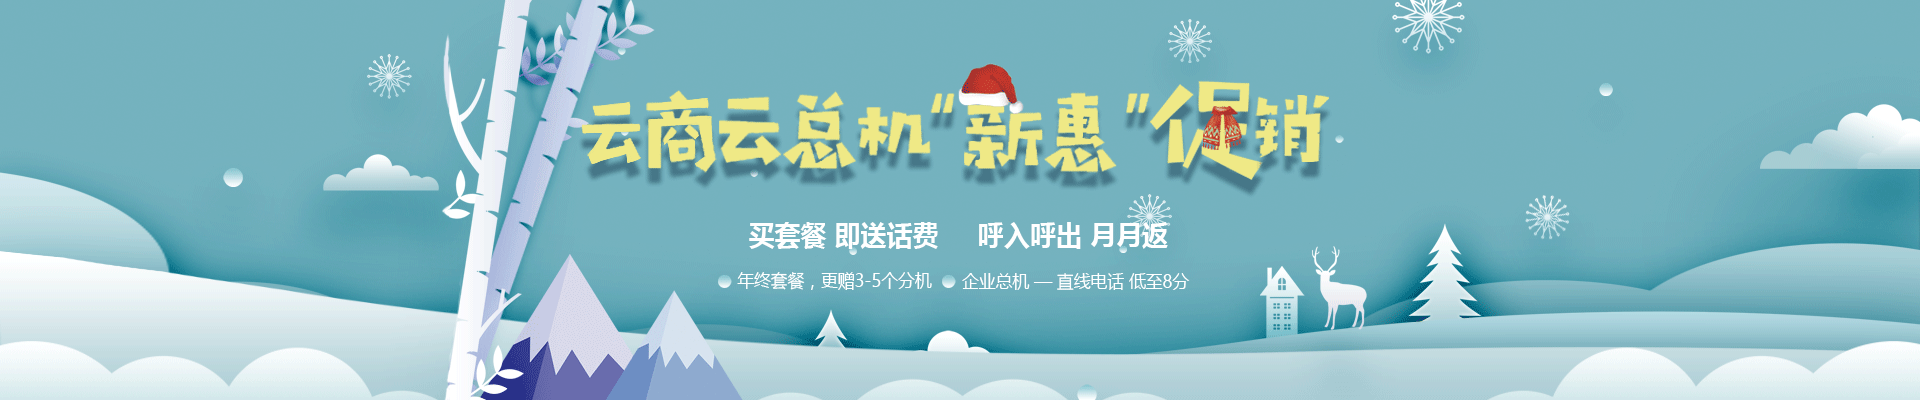 云商云总机“新惠”促销
买套餐 即送话费 呼入呼出 月月返
年终套餐，更赠3-5个分机 企业总机 — 直线电话 低至8分